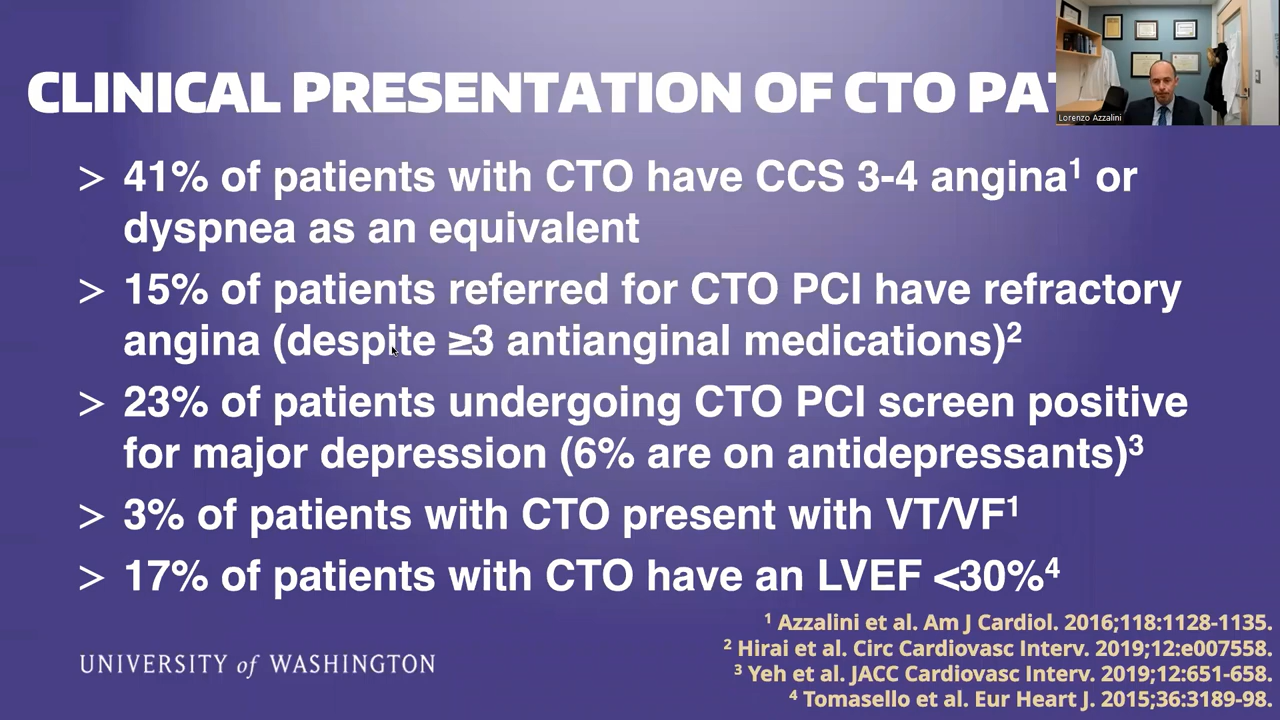 CLINICAL PRESENTATION OF CTO PAT
Lorenzo Azzalini
> 41% of patients with CTO have CCS 3-4 angina¹ or
dyspnea as an equivalent
> 15% of patients referred for CTO PCI have refractory
angina (despite ≥3 antianginal medications)²
> 23% of patients undergoing CTO PCI screen positive
for major depression (6% are on antidepressants)³
> 3% of patients with CTO present with VT/VF¹
> 17% of patients with CTO have an LVEF <30%⁴
¹ Azzalini et al. Am J Cardiol. 2016;118:1128-1135.
² Hirai et al. Circ Cardiovasc Interv. 2019;12:e007558.
³ Yeh et al. JACC Cardiovasc Interv. 2019;12:651-658.
⁴ Tomasello et al. Eur Heart J. 2015;36:3189-98.
UNIVERSITY of WASHINGTON